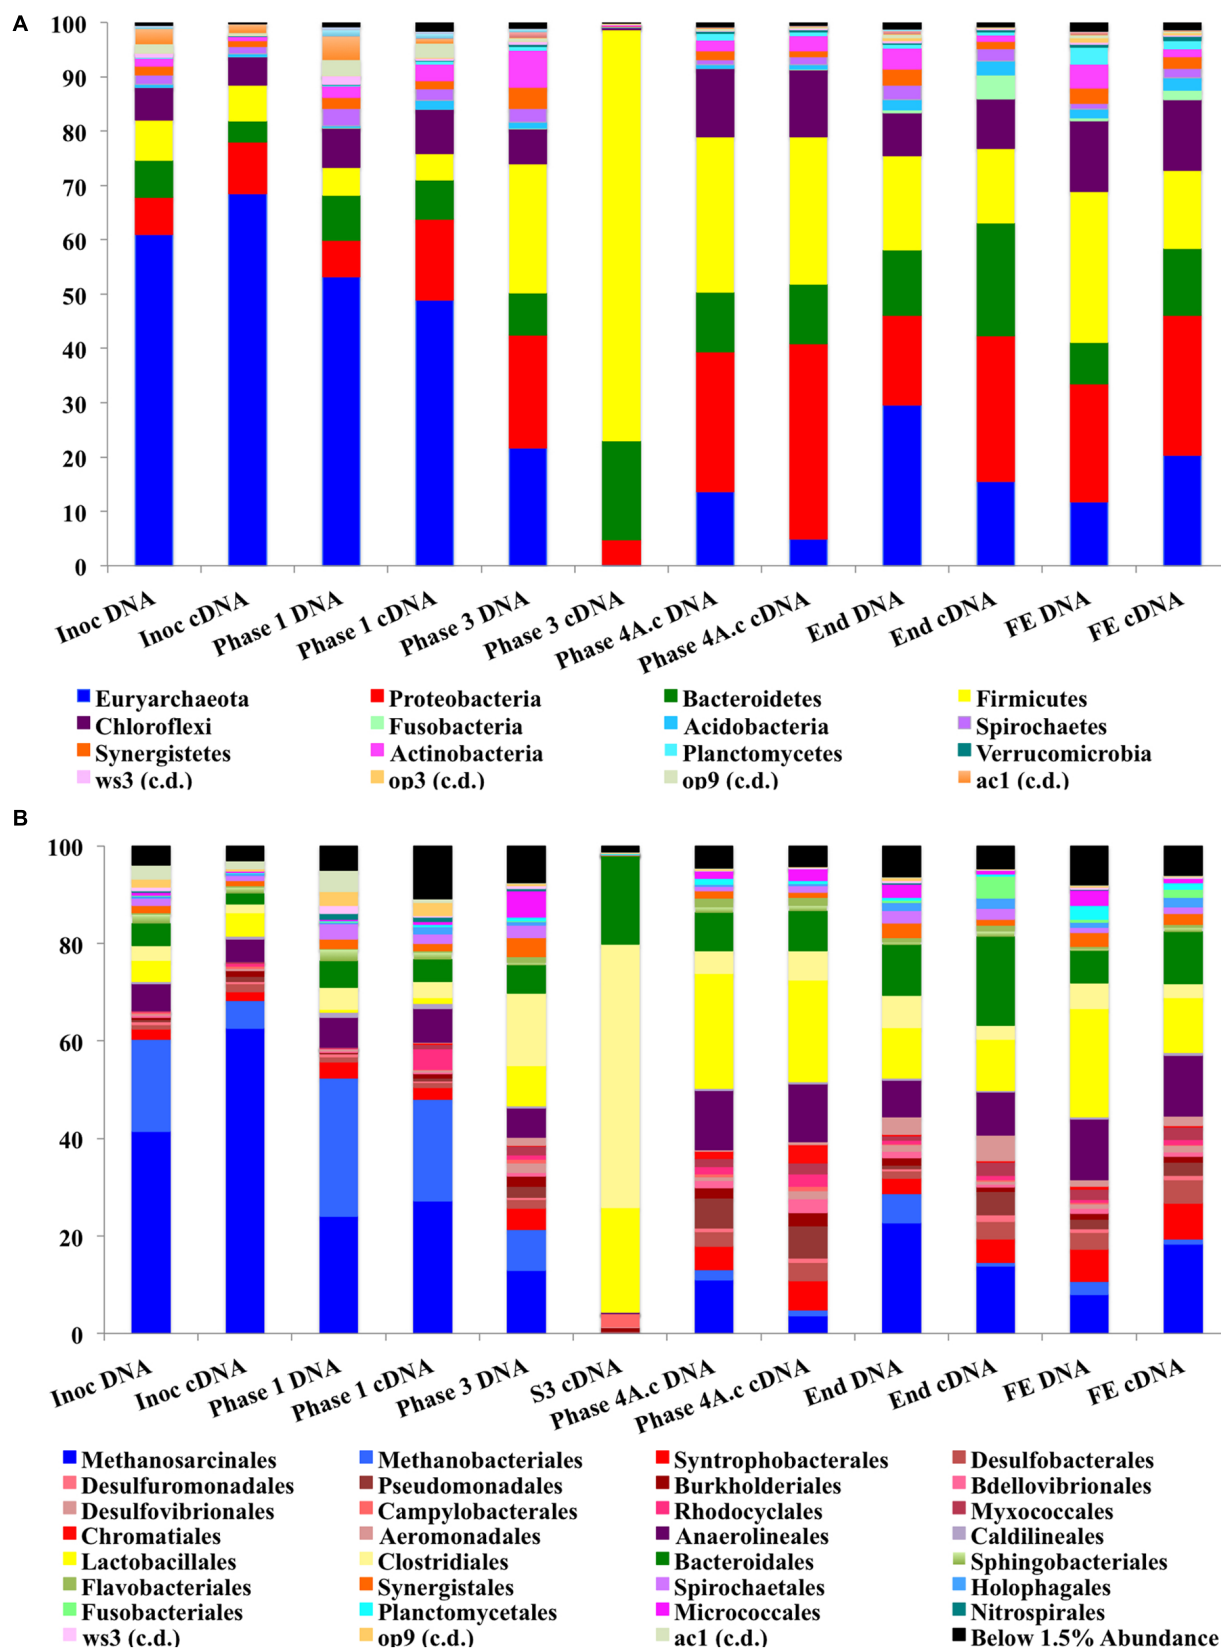 A
100
90
80
70
60
50
40
30
20
10
0
Inoc DNA
Inoc cDNA
Phase 1 DNA
Phase 1 cDNA
Phase 3 DNA
Phase 3 cDNA
Phase 4A.c DNA
Phase 4A.c cDNA
End DNA
End cDNA
FE DNA
FE cDNA
Euryarchaeota Proteobacteria Bacteroidetes Firmicutes
Chloroflexi Fusobacteria Acidobacteria Spirochaetes
Synergistetes Actinobacteria Planctomycetes Verrucomicrobia
ws3 (c.d.) op3 (c.d.) op9 (c.d.) ac1 (c.d.)
B
100
80
60
40
20
0
Inoc DNA
Inoc cDNA
Phase 1 DNA
Phase 1 cDNA
Phase 3 DNA
S3 cDNA
Phase 4A.c DNA
Phase 4A.c cDNA
End DNA
End cDNA
FE DNA
FE cDNA
Methanosarcinales Methanobacteriales Syntrophobacterales Desulfobacterales
Desulfuromonadales Pseudomonadales Burkholderiales Bdellovibrionales
Desulfovibrionales Campylobacterales Rhodocyclales Myxococcales
Chromatiales Aeromonadales Anaerolineales Caldilineales
Lactobacillales Clostridiales Bacteroidales Sphingobacteriales
Flavobacteriales Synergistales Spirochaetales Holophagales
Fusobacteriales Planctomycetales Micrococcales Nitrospirales
ws3 (c.d.) op9 (c.d.) ac1 (c.d.) Below 1.5% Abundance